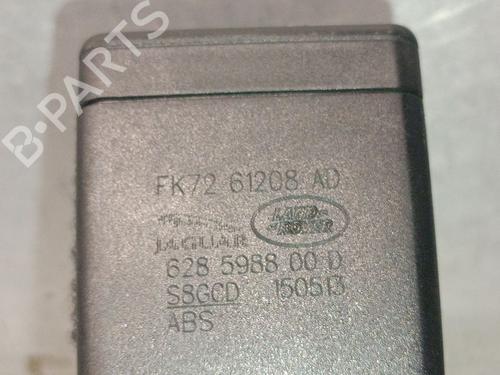 B-PARTS
FK72 61208 AD
JAGUAR LAND ROVER
628 5988 00 D
S8GCD 150513
ABS